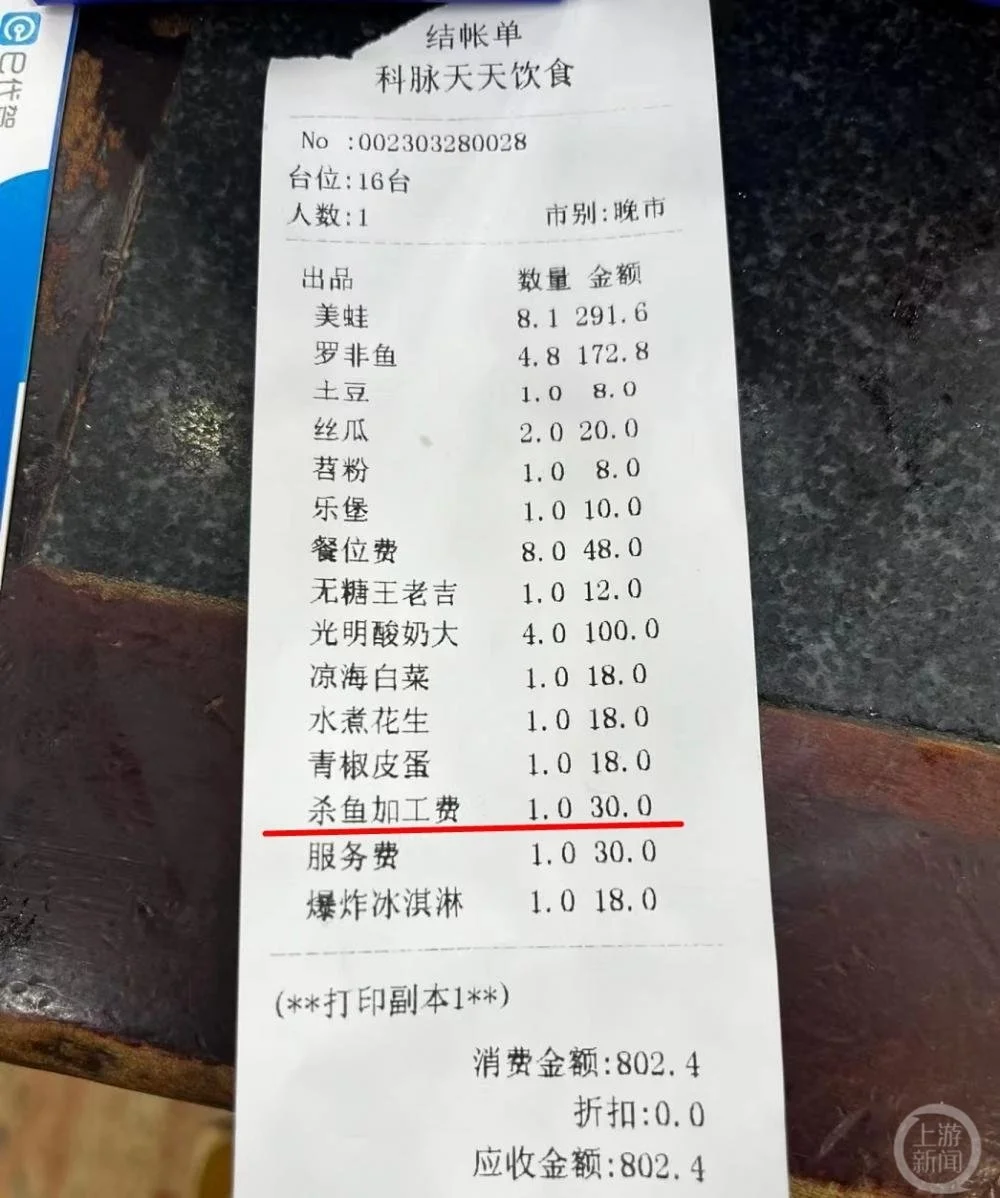 e代驾
结帐单
科脉天天饮食
No :002303280028
台位:16台
人数:1 市别:晚市
出品 数量 金额
美蛙 8.1 291.6
罗非鱼 4.8 172.8
土豆 1.0 8.0
丝瓜 2.0 20.0
苕粉 1.0 8.0
乐堡 1.0 10.0
餐位费 8.0 48.0
无糖王老吉 1.0 12.0
光明酸奶大 4.0 100.0
凉海白菜 1.0 18.0
水煮花生 1.0 18.0
青椒皮蛋 1.0 18.0
杀鱼加工费 1.0 30.0
服务费 1.0 30.0
爆炸冰淇淋 1.0 18.0
(**打印副本1**)
消费金额:802.4
折扣:0.0
应收金额:802.4
上游
新闻